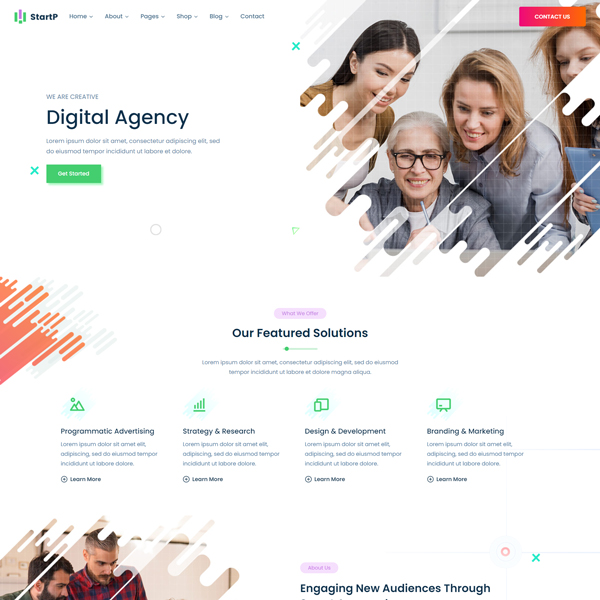 StartP
Home
About
Pages
Shop
Blog
Contact
CONTACT US
WE ARE CREATIVE
Digital Agency
Lorem ipsum dolor sit amet, consectetur adipiscing elit, sed
do eiusmod tempor incididunt ut labore et dolore.
Get Started
What We Offer
Our Featured Solutions
Lorem ipsum dolor sit amet, consectetur adipiscing elit, sed do eiusmod
tempor incididunt ut labore et dolore magna aliqua.
Programmatic Advertising
Lorem ipsum dolor sit amet elit,
adipiscing, sed do eiusmod tempor
incididunt ut labore dolore.
Learn More
Strategy & Research
Lorem ipsum dolor sit amet elit,
adipiscing, sed do eiusmod tempor
incididunt ut labore dolore.
Learn More
Design & Development
Lorem ipsum dolor sit amet elit,
adipiscing, sed do eiusmod tempor
incididunt ut labore dolore.
Learn More
Branding & Marketing
Lorem ipsum dolor sit amet elit,
adipiscing, sed do eiusmod tempor
incididunt ut labore dolore.
Learn More
About Us
Engaging New Audiences Through